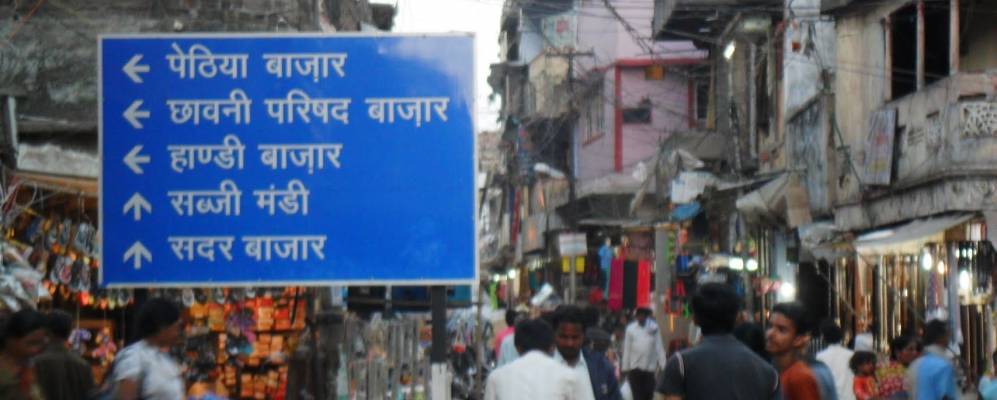 ← पेठिया बाज़ार
← छावनी परिषद बाज़ार
← हाण्डी बाज़ार
↑ सब्जी मंडी
↑ सदर बाजार